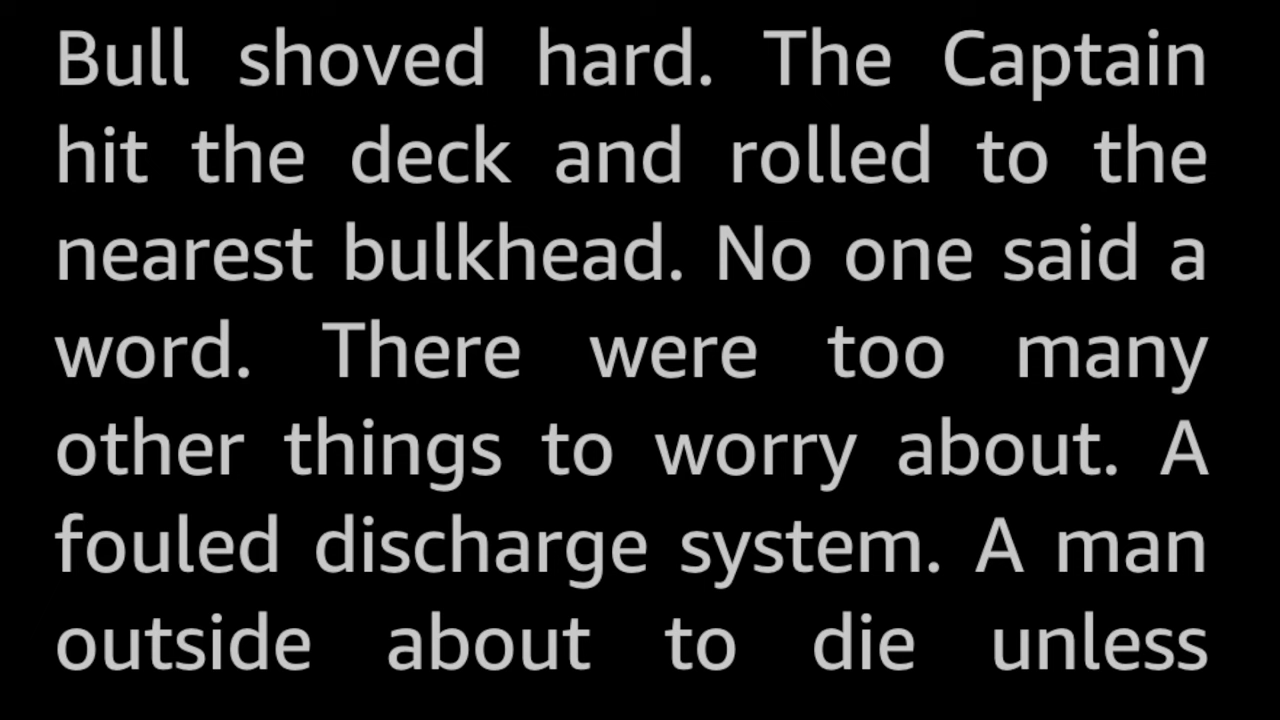 Bull shoved hard. The Captain
hit the deck and rolled to the
nearest bulkhead. No one said a
word. There were too many
other things to worry about. A
fouled discharge system. A man
outside about to die unless